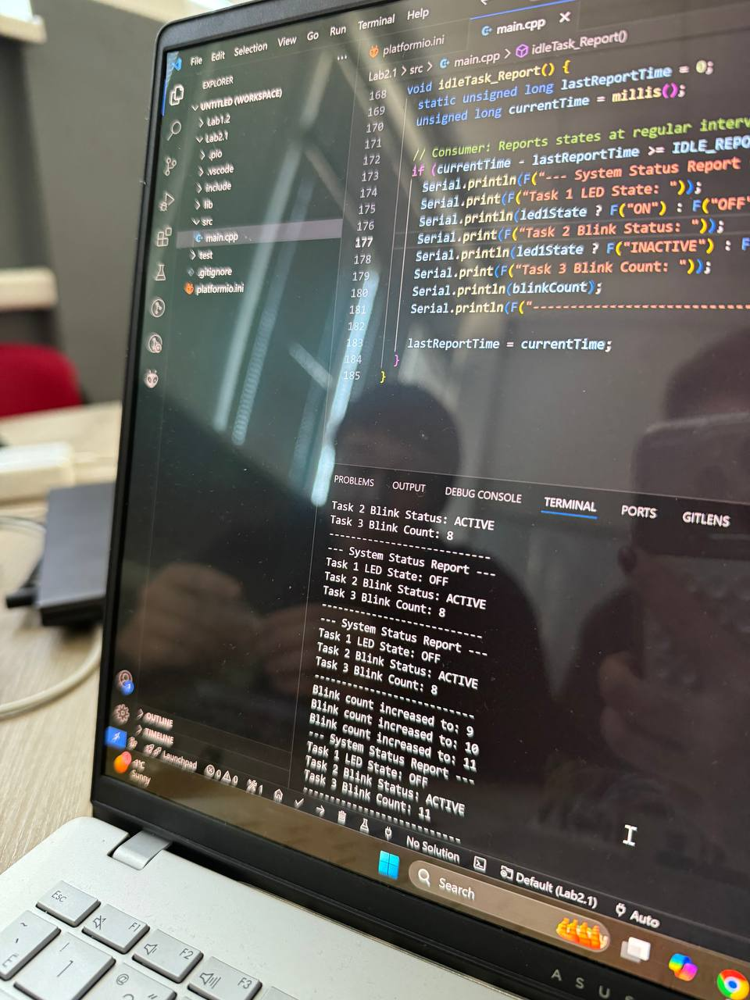 File Edit Selection View Go Run Terminal Help
EXPLORER
...
UNTITLED (WORKSPACE)
Lab1.2
Lab2.1
.pio
.vscode
include
lib
src
main.cpp
test
.gitignore
platformio.ini
OUTLINE
TIMELINE
platformio.ini
main.cpp
Lab2.1 > src > main.cpp > idleTask_Report()
168 void idleTask_Report() {
169 static unsigned long lastReportTime = 0;
170 unsigned long currentTime = millis();
171
172 // Consumer: Reports states at regular interv
173 if (currentTime - lastReportTime >= IDLE_REPO
174 Serial.println(F("--- System Status Report
175 Serial.print(F("Task 1 LED State: "));
176 Serial.println(led1State ? F("ON") : F("OFF"
177 Serial.print(F("Task 2 Blink Status: "));
178 Serial.println(led1State ? F("INACTIVE") : F
179 Serial.print(F("Task 3 Blink Count: "));
180 Serial.println(blinkCount);
181 Serial.println(F("--------------------------------
182
183 lastReportTime = currentTime;
184 }
185 }
PROBLEMS OUTPUT DEBUG CONSOLE TERMINAL PORTS GITLENS
Task 2 Blink Status: ACTIVE
Task 3 Blink Count: 8
------------------------------
--- System Status Report ---
Task 1 LED State: OFF
Task 2 Blink Status: ACTIVE
Task 3 Blink Count: 8
------------------------------
--- System Status Report ---
Task 1 LED State: OFF
Task 2 Blink Status: ACTIVE
Task 3 Blink Count: 8
------------------------------
Blink count increased to: 9
Blink count increased to: 10
Blink count increased to: 11
--- System Status Report ---
Task 1 LED State: OFF
Task 2 Blink Status: ACTIVE
Task 3 Blink Count: 11
------------------------------
Launchpad 0 0 1 No Solution Default (Lab2.1) Auto
Sunny
Search
ASUS
Esc F1 F2 F3
~ ! 1 @